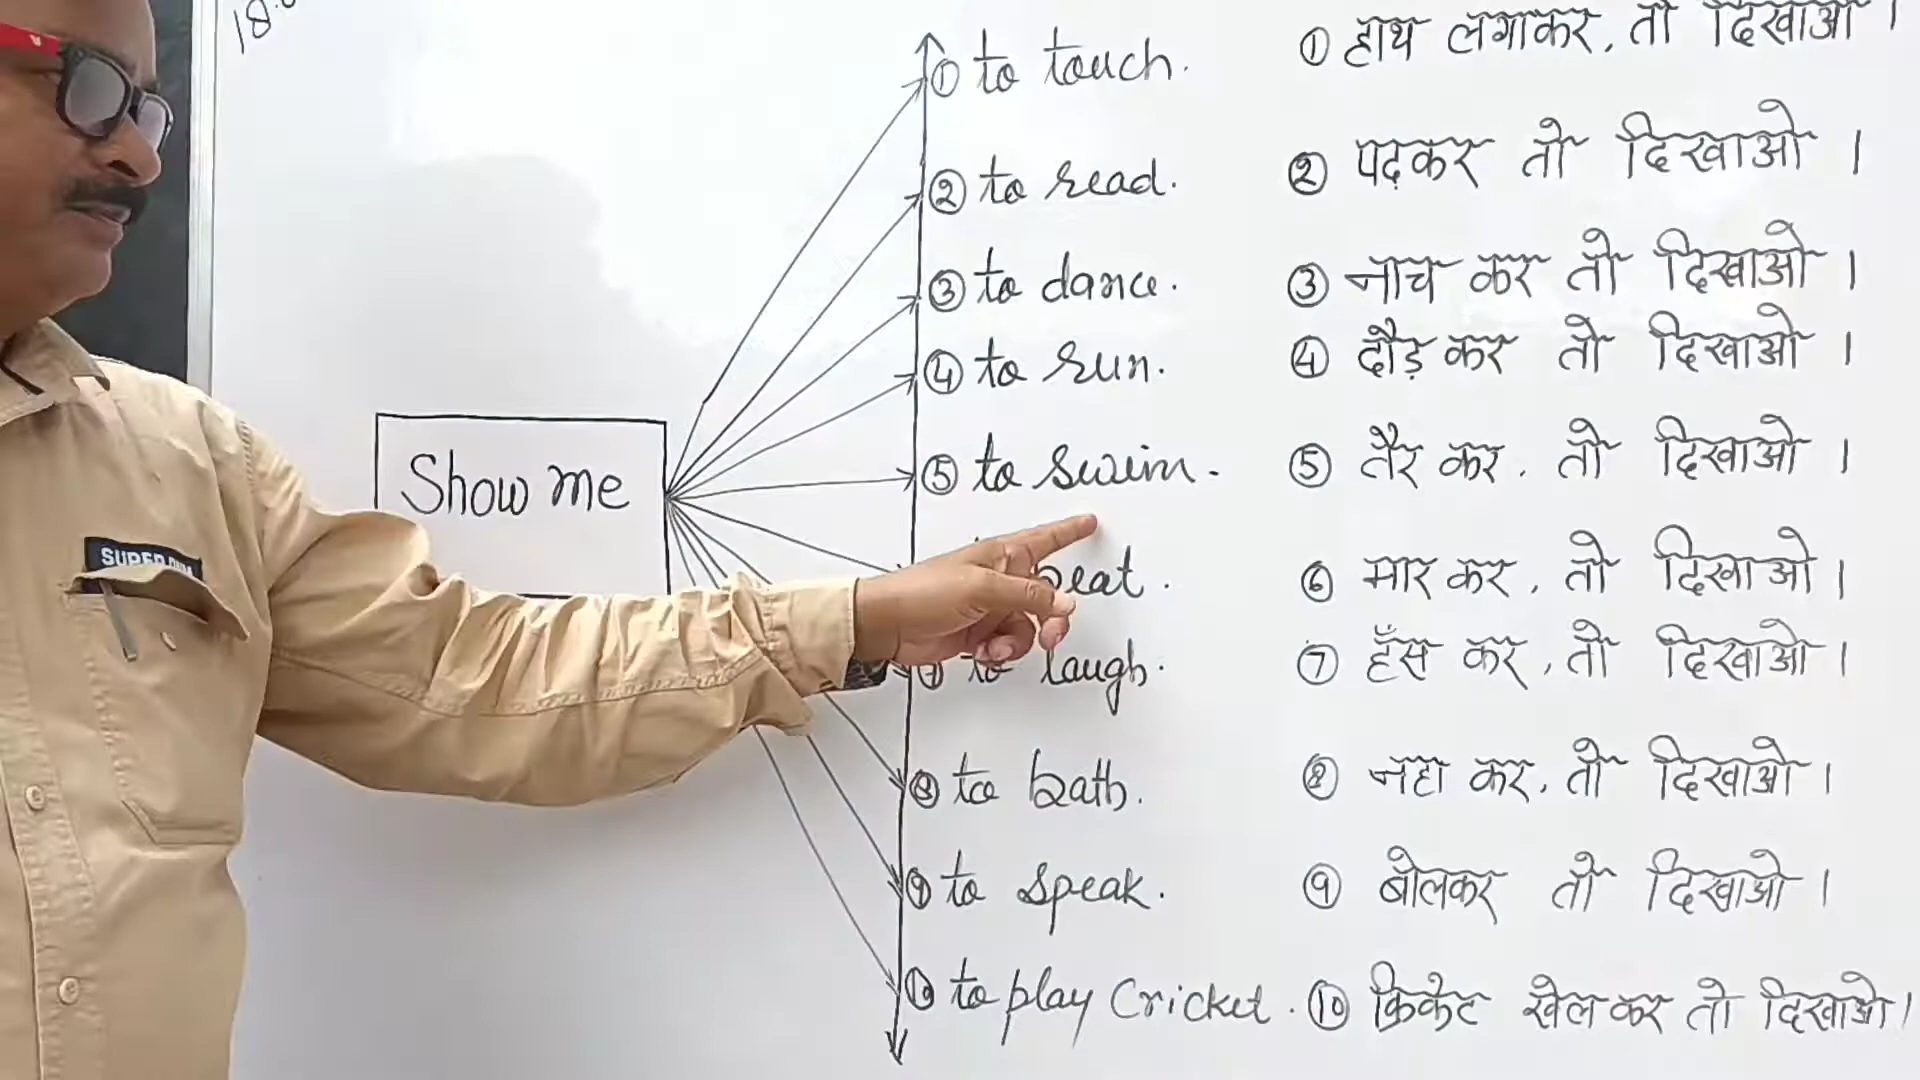 18.
① to touch. ① हाथ लगाकर, तो दिखाओ ।
② to read. ② पढ़कर तो दिखाओ ।
③ to dance. ③ नाच कर तो दिखाओ ।
④ to run. ④ दौड़ कर तो दिखाओ ।
Show me
⑤ to swim. ⑤ तैर कर, तो दिखाओ ।
beat. ⑥ मार कर, तो दिखाओ ।
SUPER
⑦ to laugh. ⑦ हँस कर, तो दिखाओ ।
⑧ to bath. ⑧ नहा कर, तो दिखाओ ।
⑨ to speak. ⑨ बोलकर तो दिखाओ ।
⑩ to play Cricket. ⑩ क्रिकेट खेल कर तो दिखाओ ।